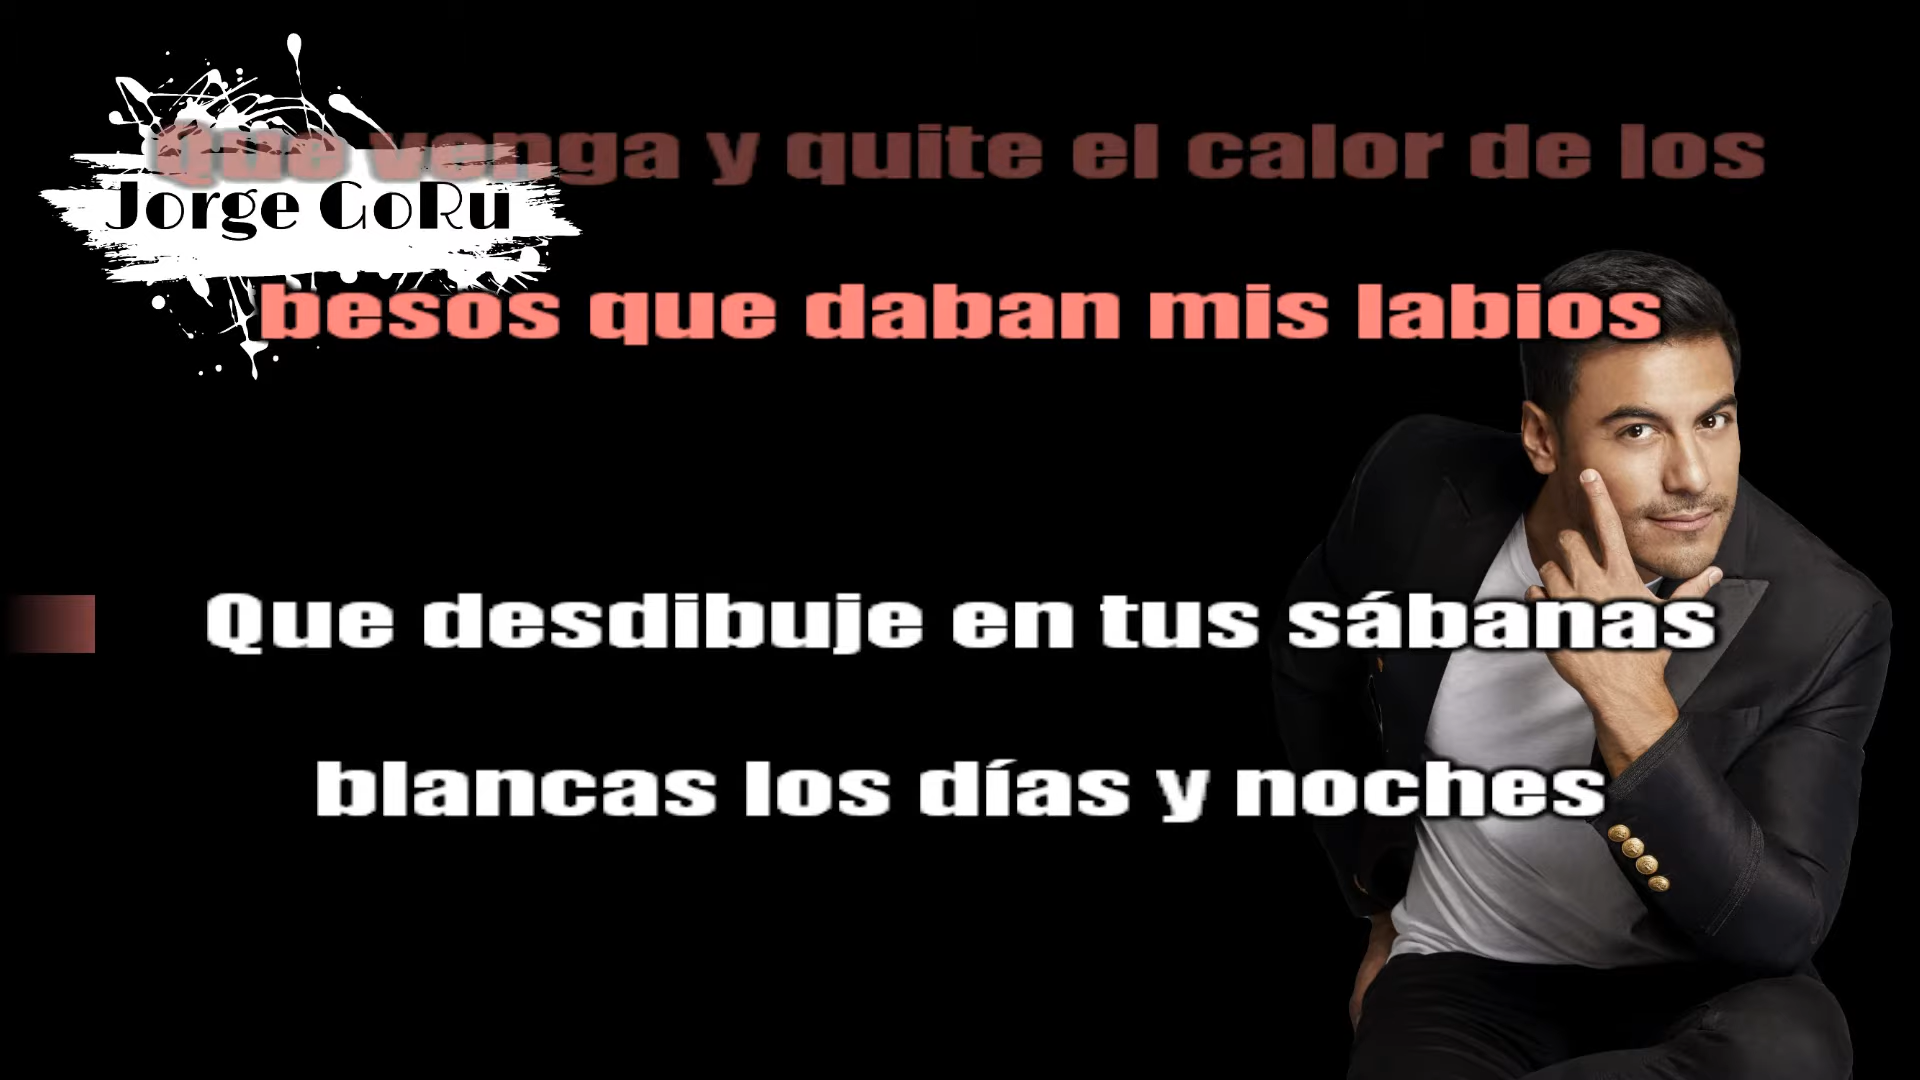 Que venga y quite el calor de los
Jorge GoRu
besos que daban mis labios
Que desdibuje en tus sábanas
blancas los días y noches